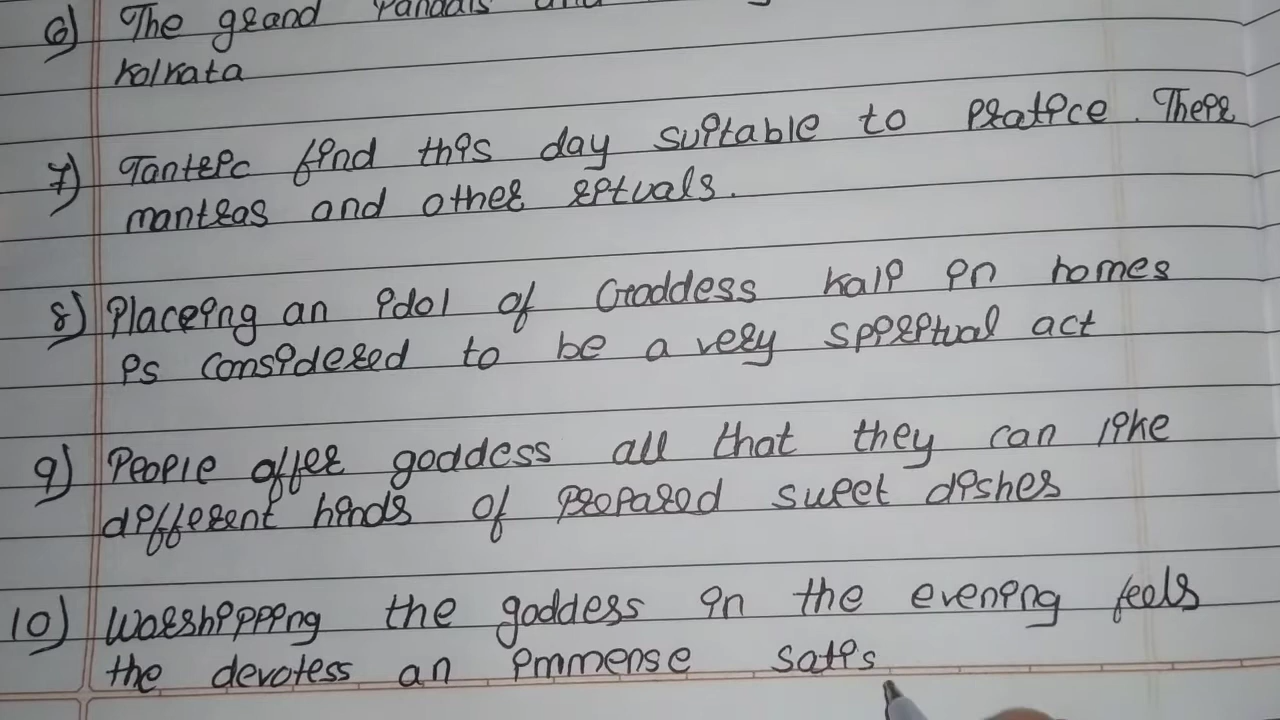 6) The grand Pandals and
Kolkata
7) Tantric find this day suitable to pratice. Their
mantras and other rituals.
8) Placeing an idol of Goddess kali in homes
is considered to be a very spiritual act
9) People offer goddess all that they can like
different kinds of propared sweet dishes
10) Worshipping the goddess in the evening feels
the devotess an immense satis